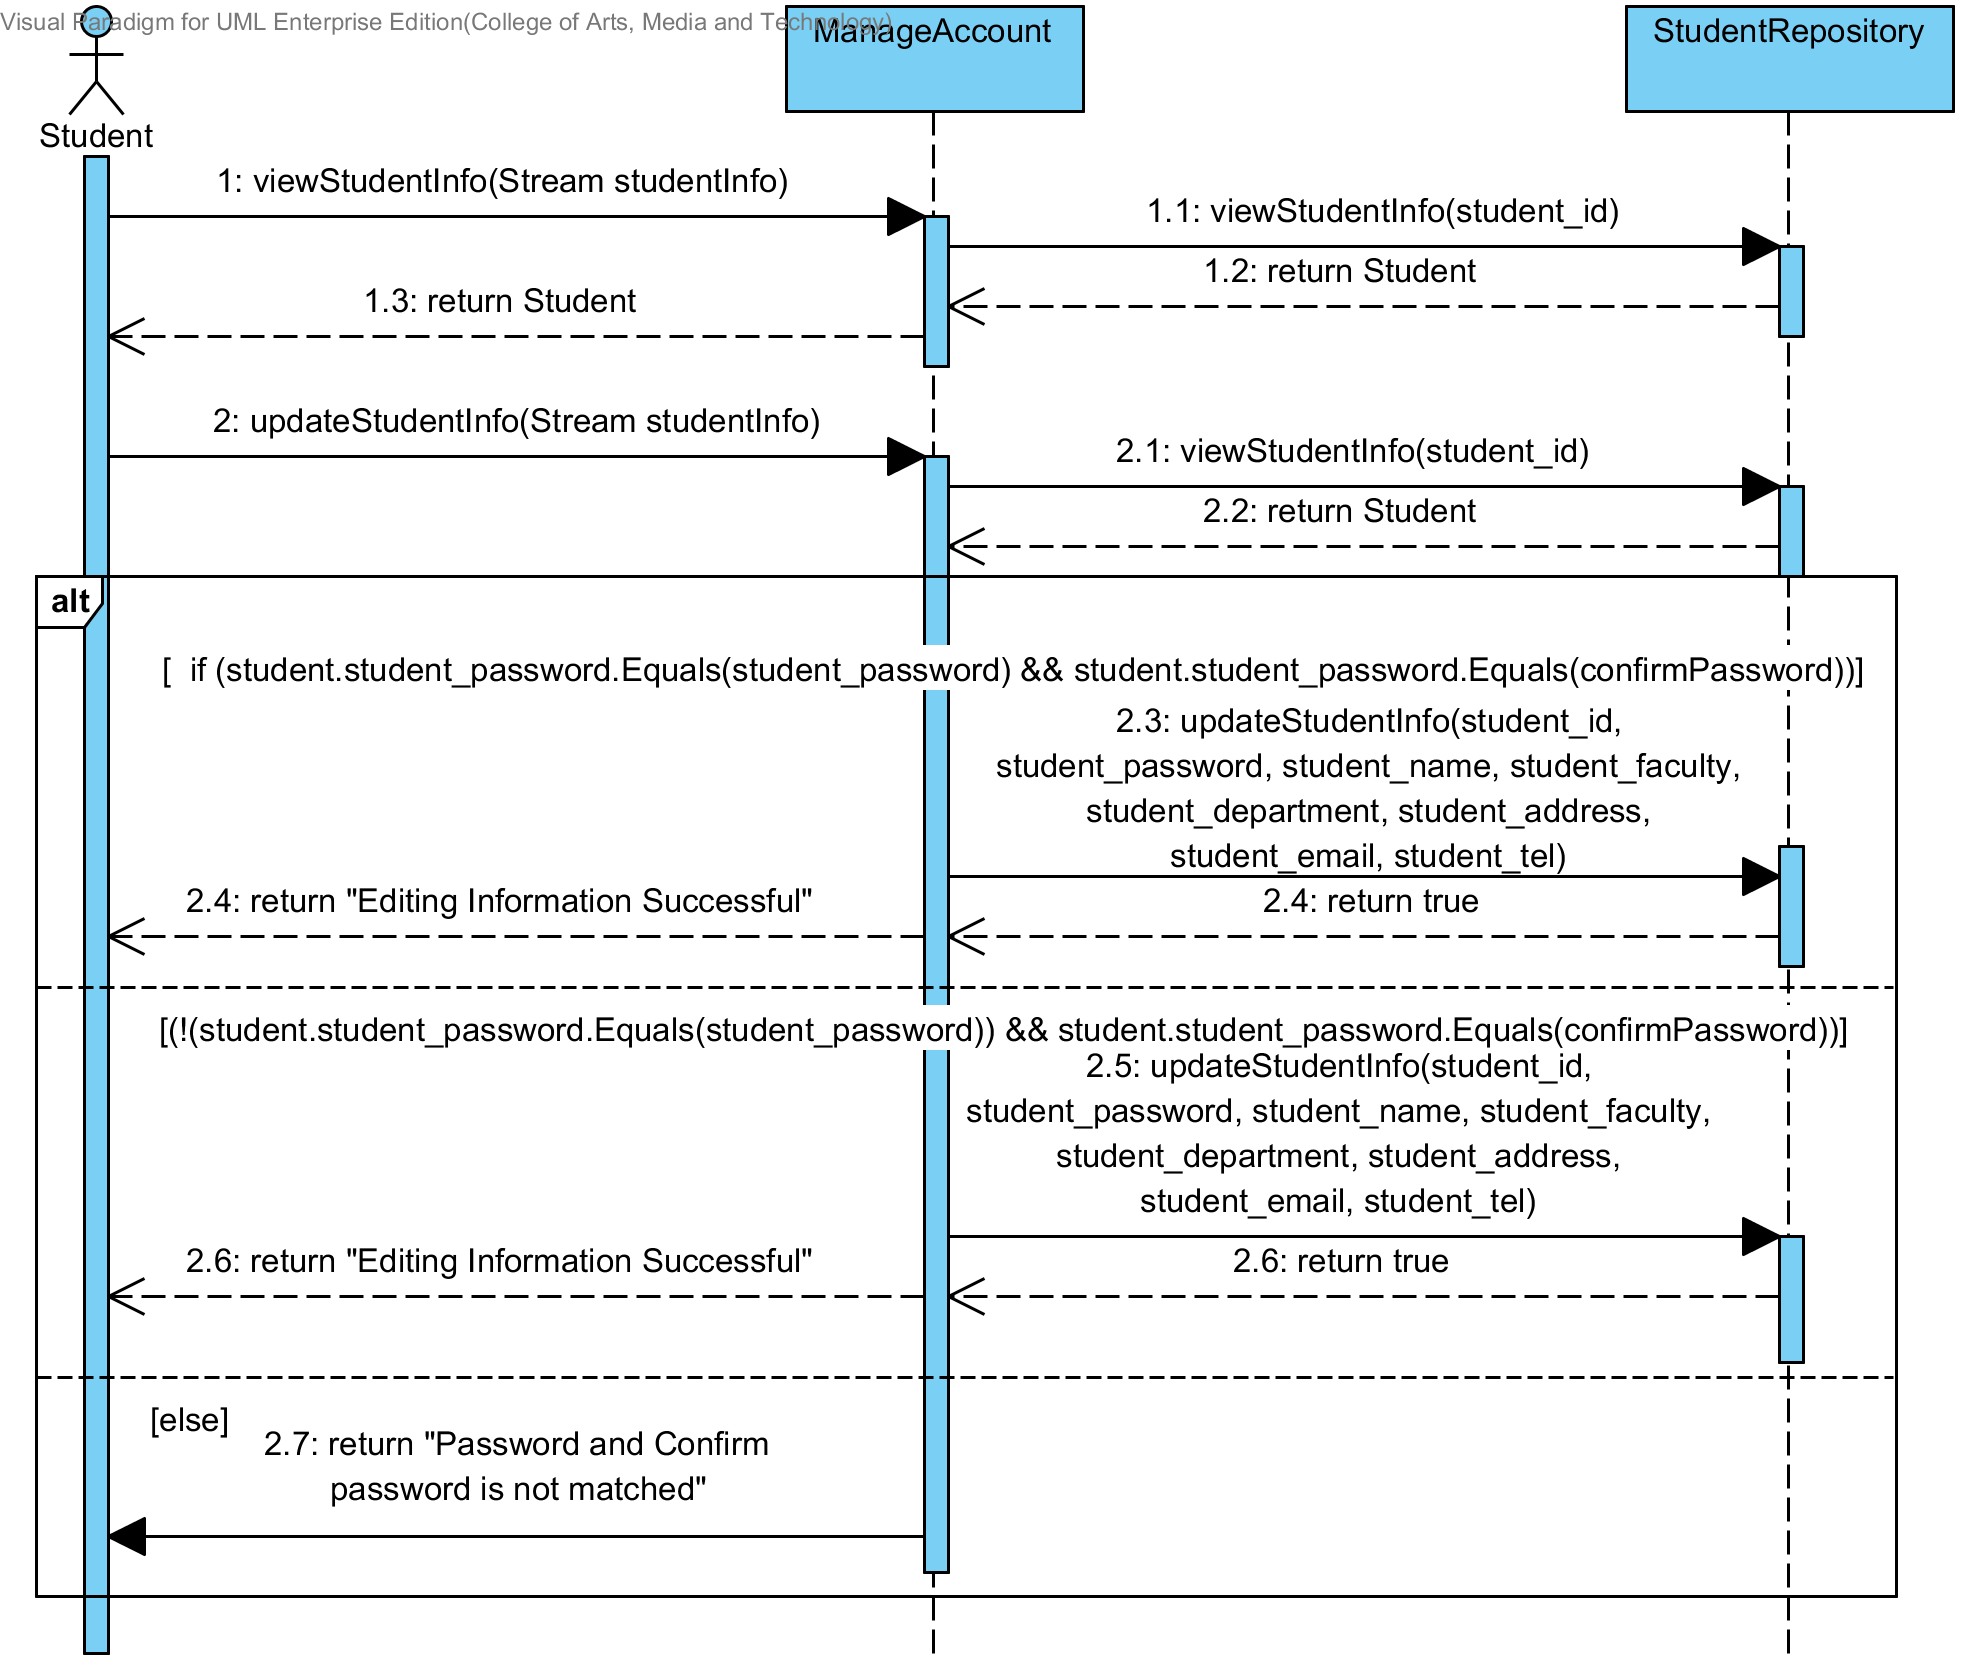 Visual Paradigm for UML Enterprise Edition(College of Arts, Media and Technology)
ManageAccount
StudentRepository
Student
1: viewStudentInfo(Stream studentInfo)
1.1: viewStudentInfo(student_id)
1.2: return Student
1.3: return Student
2: updateStudentInfo(Stream studentInfo)
2.1: viewStudentInfo(student_id)
2.2: return Student
alt
[  if (student.student_password.Equals(student_password) && student.student_password.Equals(confirmPassword))]
2.3: updateStudentInfo(student_id,
student_password, student_name, student_faculty,
student_department, student_address,
student_email, student_tel)
2.4: return "Editing Information Successful"
2.4: return true
[(!(student.student_password.Equals(student_password)) && student.student_password.Equals(confirmPassword))]
2.5: updateStudentInfo(student_id,
student_password, student_name, student_faculty,
student_department, student_address,
student_email, student_tel)
2.6: return "Editing Information Successful"
2.6: return true
[else]
2.7: return "Password and Confirm
password is not matched"